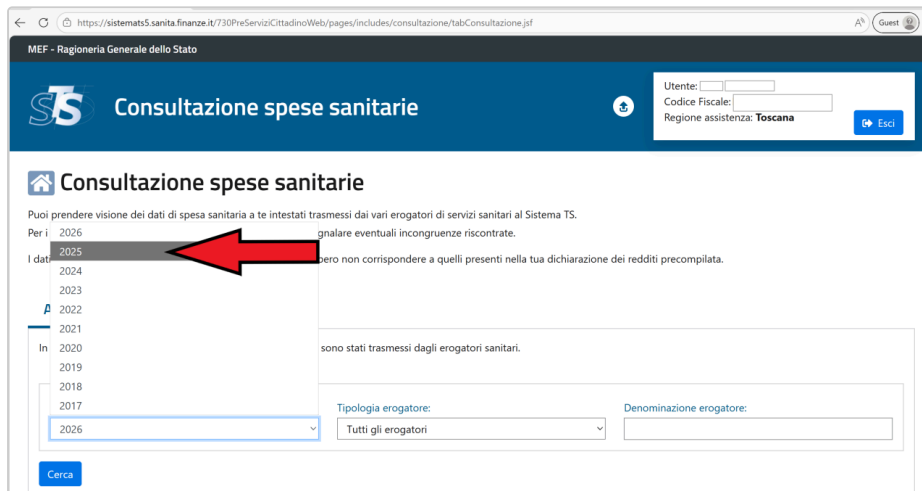 https://sistemats5.sanita.finanze.it/730PreServiziCittadinoWeb/pages/includes/consultazione/tabConsultazione.jsf
Guest
MEF - Ragioneria Generale dello Stato
STS
Consultazione spese sanitarie
Utente:
Codice Fiscale:
Regione assistenza: Toscana
Esci
Consultazione spese sanitarie
Puoi prendere visione dei dati di spesa sanitaria a te intestati trasmessi dai vari erogatori di servizi sanitari al Sistema TS.
Per i
gnalare eventuali incongruenze riscontrate.
I dati
pero non corrispondere a quelli presenti nella tua dichiarazione dei redditi precompilata.
2026
2025
2024
2023
2022
2021
2020
2019
2018
2017
In
sono stati trasmessi dagli erogatori sanitari.
Tipologia erogatore:
Denominazione erogatore:
2026
Tutti gli erogatori
Cerca